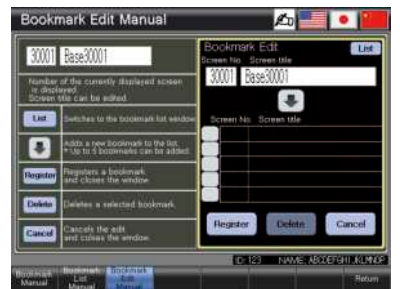 Bookmark Edit Manual
30001 Base30001
Number of the currently displayed screen
is displayed.
Screen title can be edited.
List Switches to the bookmark list window
Adds a new bookmark to the list.
* Up to 5 bookmarks can be added.
Register Registers a bookmark
and closes the window.
Delete Deletes a selected bookmark.
Cancel Cancels the edit
and closes the window.
Bookmark Edit List
Screen No. Screen title
30001 Base30001
Screen No. Screen title
Register Delete Cancel
ID: 123 NAME: ABCDEFGHIJKLMNOP
Bookmark
Manual
Bookmark
List
Manual
Bookmark
Edit
Manual
Return